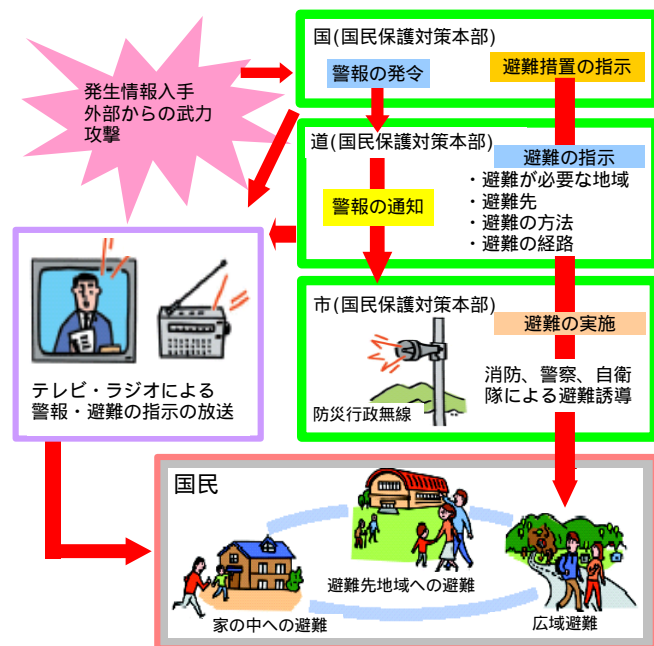 発生情報入手
外部からの武力
攻撃
国(国民保護対策本部)
警報の発令
避難措置の指示
道(国民保護対策本部)
避難の指示
・避難が必要な地域
・避難先
・避難の方法
・避難の経路
警報の通知
テレビ・ラジオによる
警報・避難の指示の放送
市(国民保護対策本部)
避難の実施
消防、警察、自衛
隊による避難誘導
防災行政無線
国民
避難先地域への避難
家の中への避難
広域避難